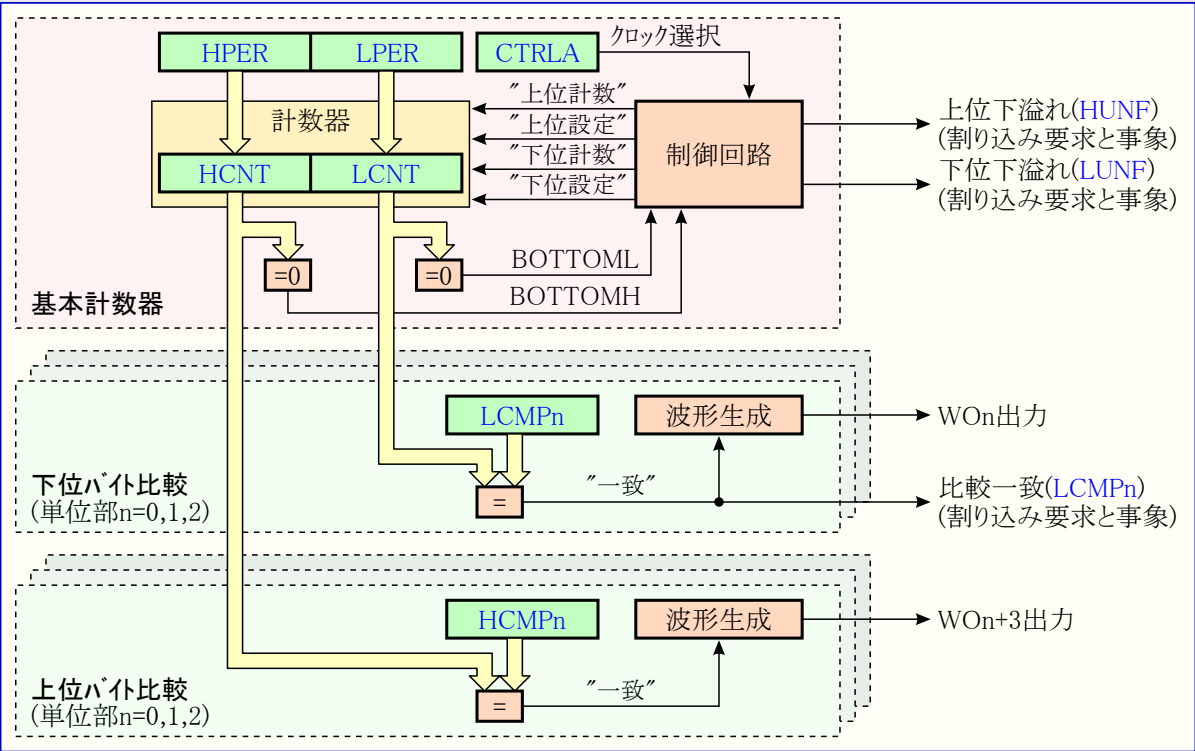 HPER
LPER
CTRLA
クロック選択
計数器
"上位計数"
"上位設定"
"下位計数"
"下位設定"
制御回路
HCNT
LCNT
上位下溢れ(HUNF)
(割り込み要求と事象)
下位下溢れ(LUNF)
(割り込み要求と事象)
=0
=0
BOTTOML
BOTTOMH
基本計数器
LCMPn
波形生成
WOn出力
下位バイト比較
(単位部n=0,1,2)
=
"一致"
比較一致(LCMPn)
(割り込み要求と事象)
HCMPn
波形生成
WOn+3出力
上位バイト比較
(単位部n=0,1,2)
=
"一致"